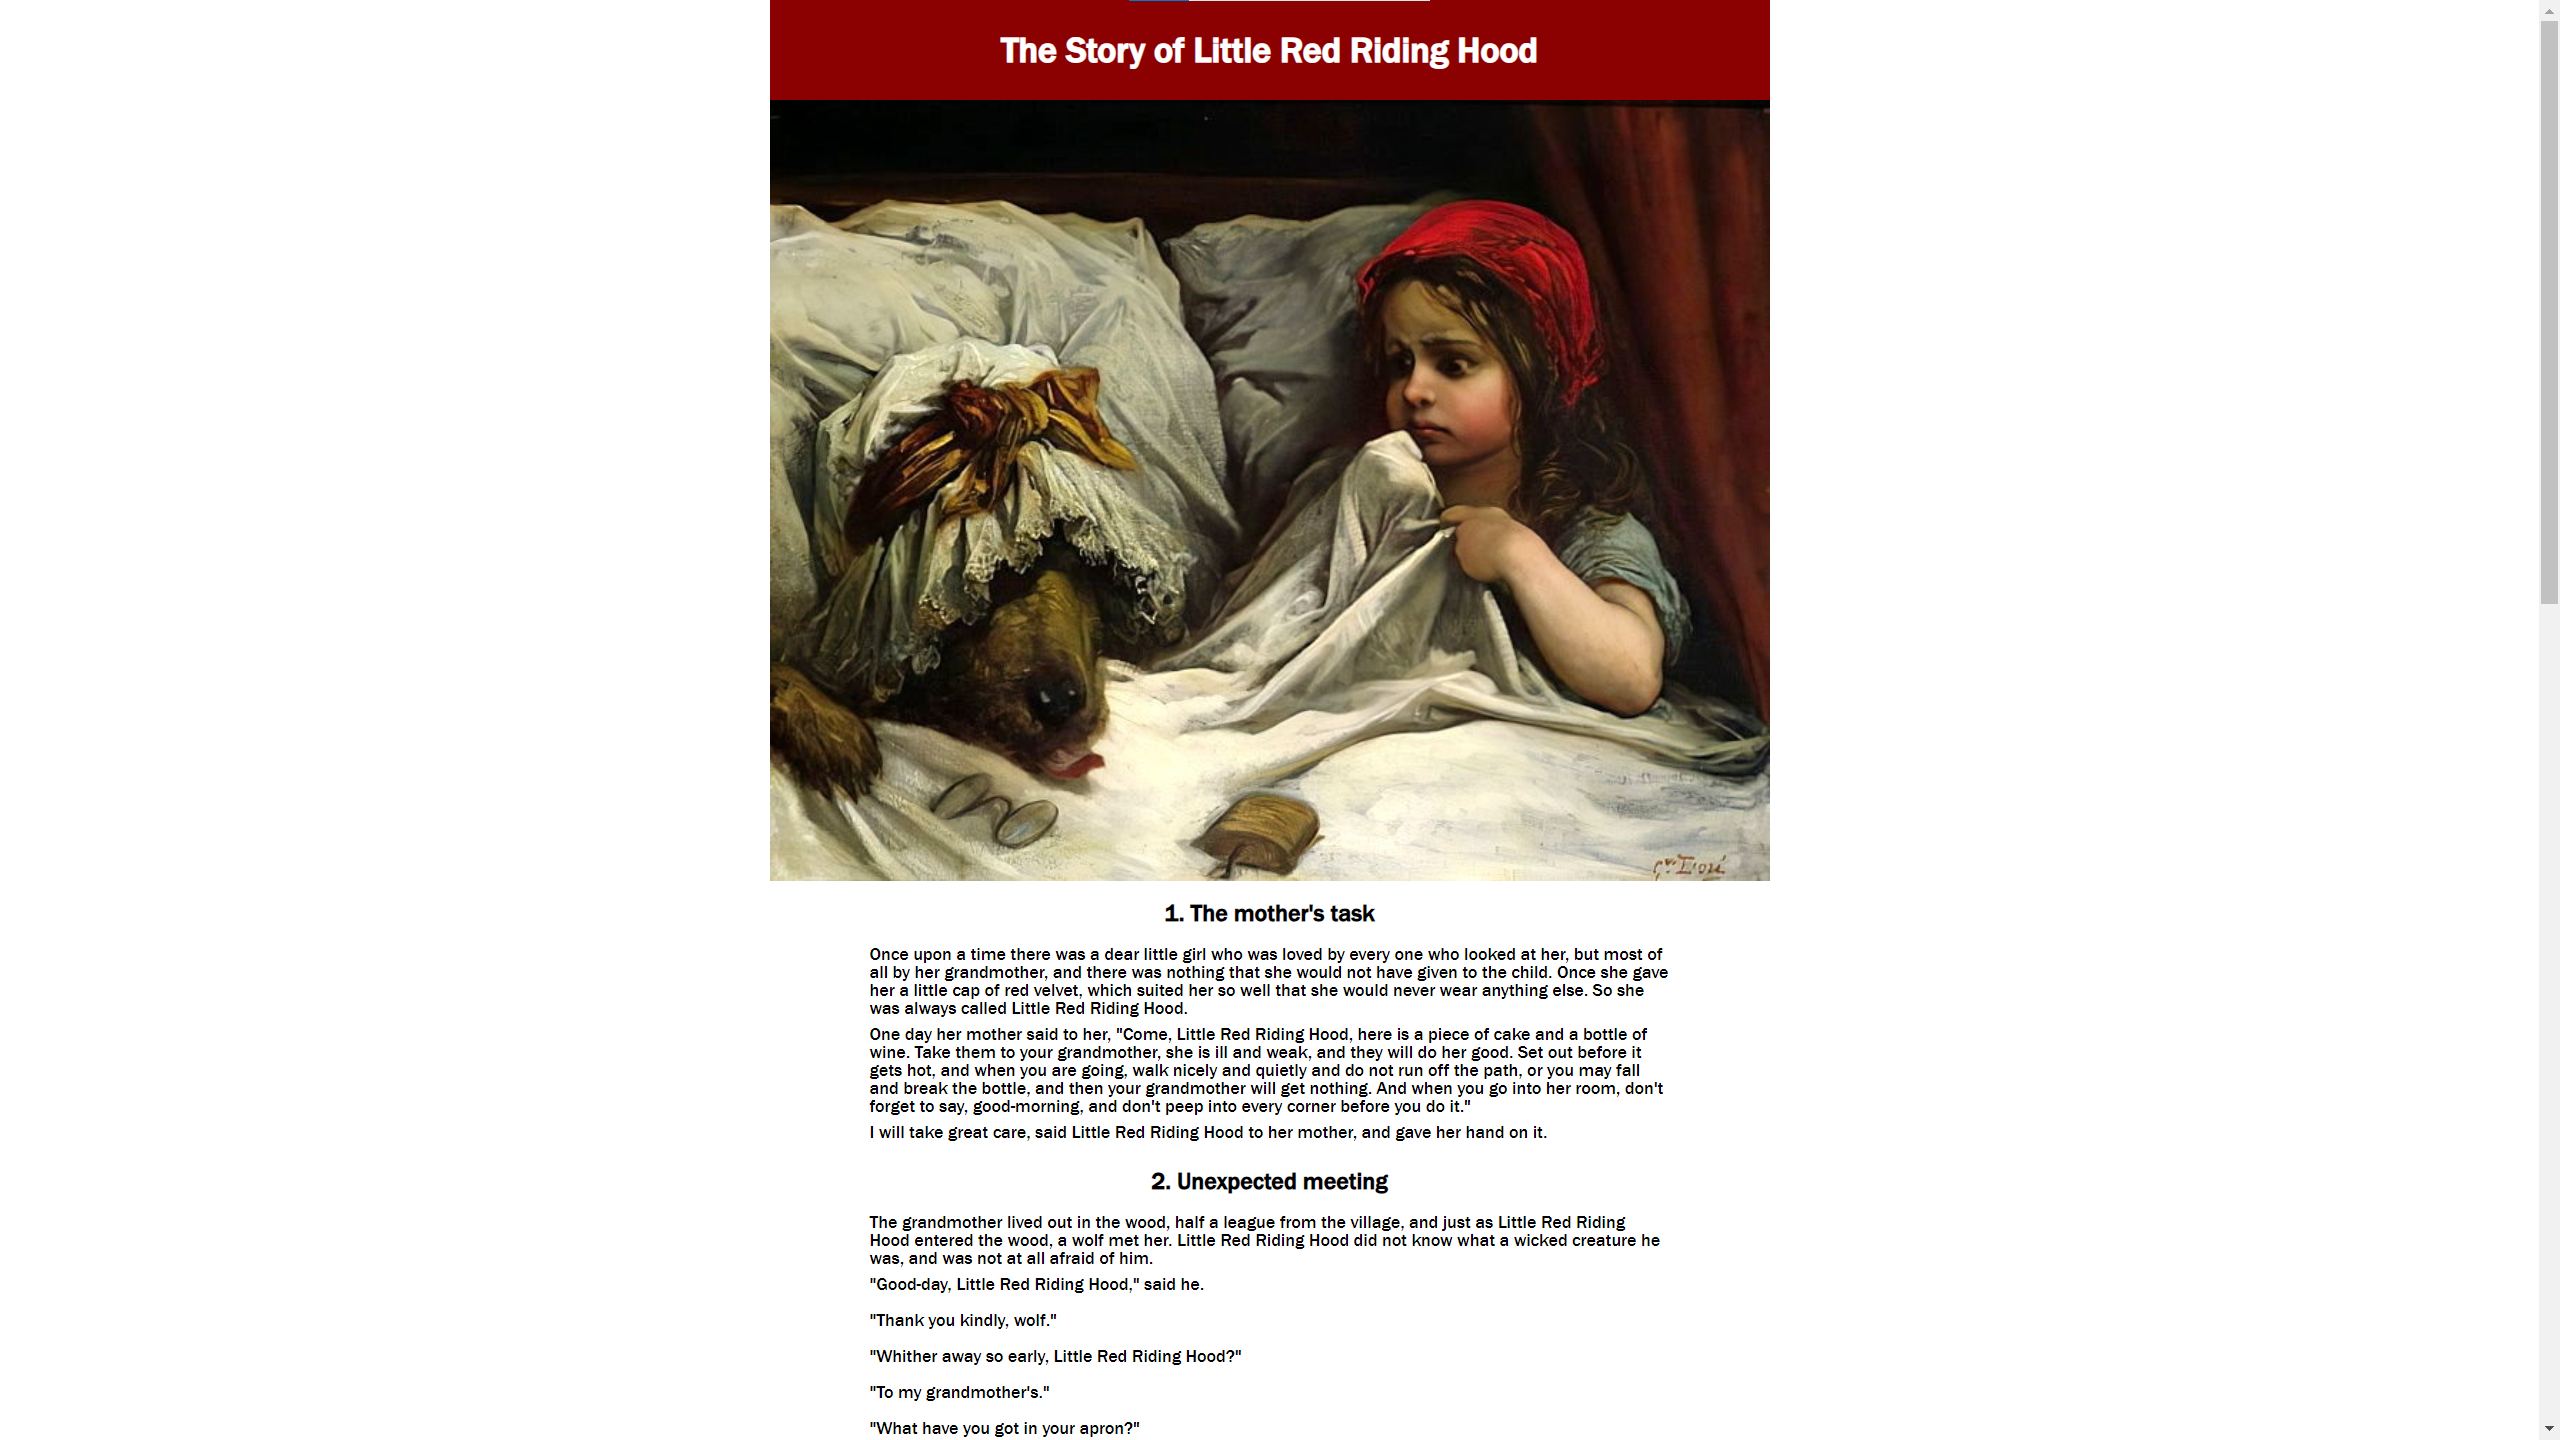 The Story of Little Red Riding Hood
1. The mother's task
Once upon a time there was a dear little girl who was loved by every one who looked at her, but most of
all by her grandmother, and there was nothing that she would not have given to the child. Once she gave
her a little cap of red velvet, which suited her so well that she would never wear anything else. So she
was always called Little Red Riding Hood.
One day her mother said to her, "Come, Little Red Riding Hood, here is a piece of cake and a bottle of
wine. Take them to your grandmother, she is ill and weak, and they will do her good. Set out before it
gets hot, and when you are going, walk nicely and quietly and do not run off the path, or you may fall
and break the bottle, and then your grandmother will get nothing. And when you go into her room, don't
forget to say, good-morning, and don't peep into every corner before you do it."
I will take great care, said Little Red Riding Hood to her mother, and gave her hand on it.
2. Unexpected meeting
The grandmother lived out in the wood, half a league from the village, and just as Little Red Riding
Hood entered the wood, a wolf met her. Little Red Riding Hood did not know what a wicked creature he
was, and was not at all afraid of him.
"Good-day, Little Red Riding Hood," said he.
"Thank you kindly, wolf."
"Whither away so early, Little Red Riding Hood?"
"To my grandmother's."
"What have you got in your apron?"